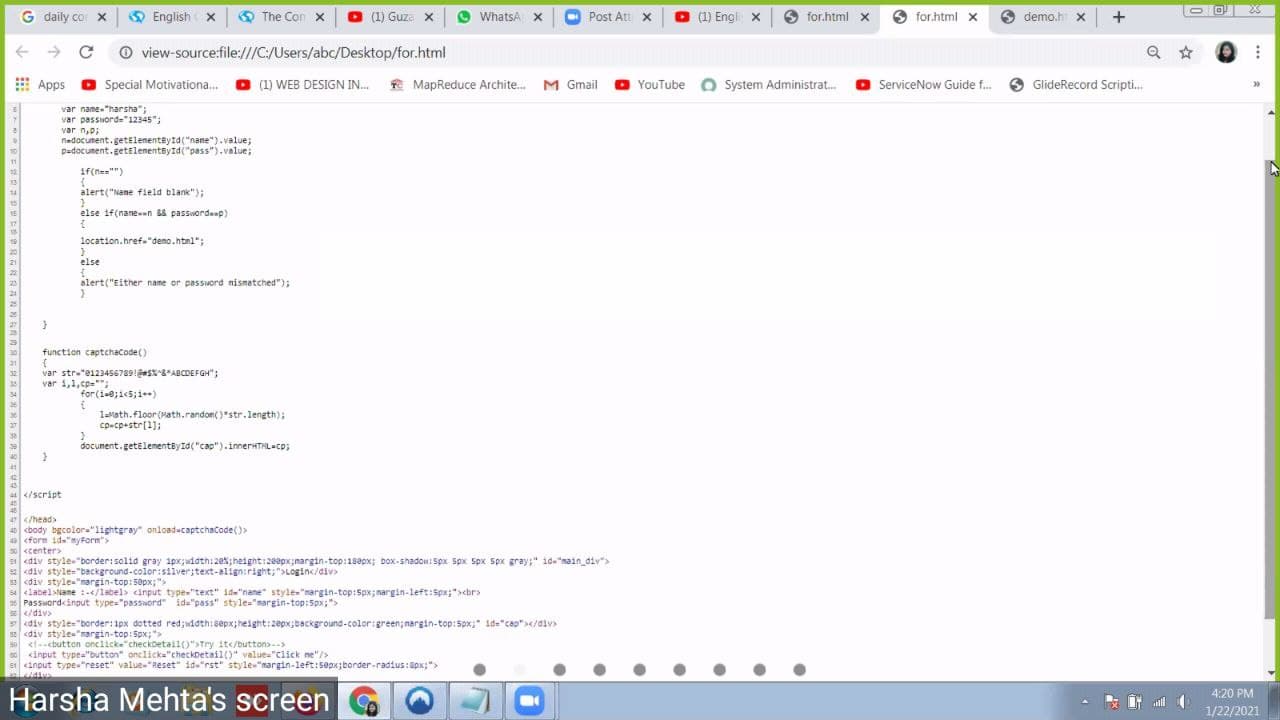 daily cor
English
The Con
(1) Guza
WhatsA
Post Att
(1) Engl
for.html
for.html
demo.h
view-source:file:///C:/Users/abc/Desktop/for.html
Apps
Special Motivationa...
(1) WEB DESIGN IN...
MapReduce Archite...
Gmail
YouTube
System Administrat...
ServiceNow Guide f...
GlideRecord Scripti...
»
6 var name="harsha";
7 var password="12345";
8 var n,p;
9 n=document.getElementById("name").value;
10 p=document.getElementById("pass").value;
11
12 if(n=="")
13 {
14 alert("Name field blank");
15 }
16 else if(name==n && password==p)
17 {
18
19 location.href="demo.html";
20 }
21 else
22 {
23 alert("Either name or password mismatched");
24 }
25
26
27 }
28
29
30 function captchaCode()
31 {
32 var str="0123456789!@#$%^&*ABCDEFGH";
33 var i,l,cp="";
34 for(i=0;i<5;i++)
35 {
36 l=Math.floor(Math.random()*str.length);
37 cp=cp+str[l];
38 }
39 document.getElementById("cap").innerHTML=cp;
40 }
41
42
43
44 </script
45
46
47 </head>
48 <body bgcolor="lightgray" onload=captchaCode()>
49 <form id="myForm">
50 <center>
51 <div style="border:solid gray 1px;width:20%;height:200px;margin-top:180px; box-shadow:5px 5px 5px 5px gray;" id="main_div">
52 <div style="background-color:silver;text-align:right;">Login</div>
53 <div style="margin-top:50px;">
54 <label>Name :-</label> <input type="text" id="name" style="margin-top:5px;margin-left:5px;"><br>
55 Password<input type="password" id="pass" style="margin-top:5px;">
56 </div>
57 <div style="border:1px dotted red;width:80px;height:20px;background-color:green;margin-top:5px;" id="cap"></div>
58 <div style="margin-top:5px;">
59 <!--<button onclick="checkDetail()">Try it</button>-->
60 <input type="button" onclick="checkDetail()" value="Click me"/>
61 <input type="reset" value="Reset" id="rst" style="margin-left:50px;border-radius:8px;">
62 </div>
Harsha Mehta's screen
4:20 PM
1/22/2021